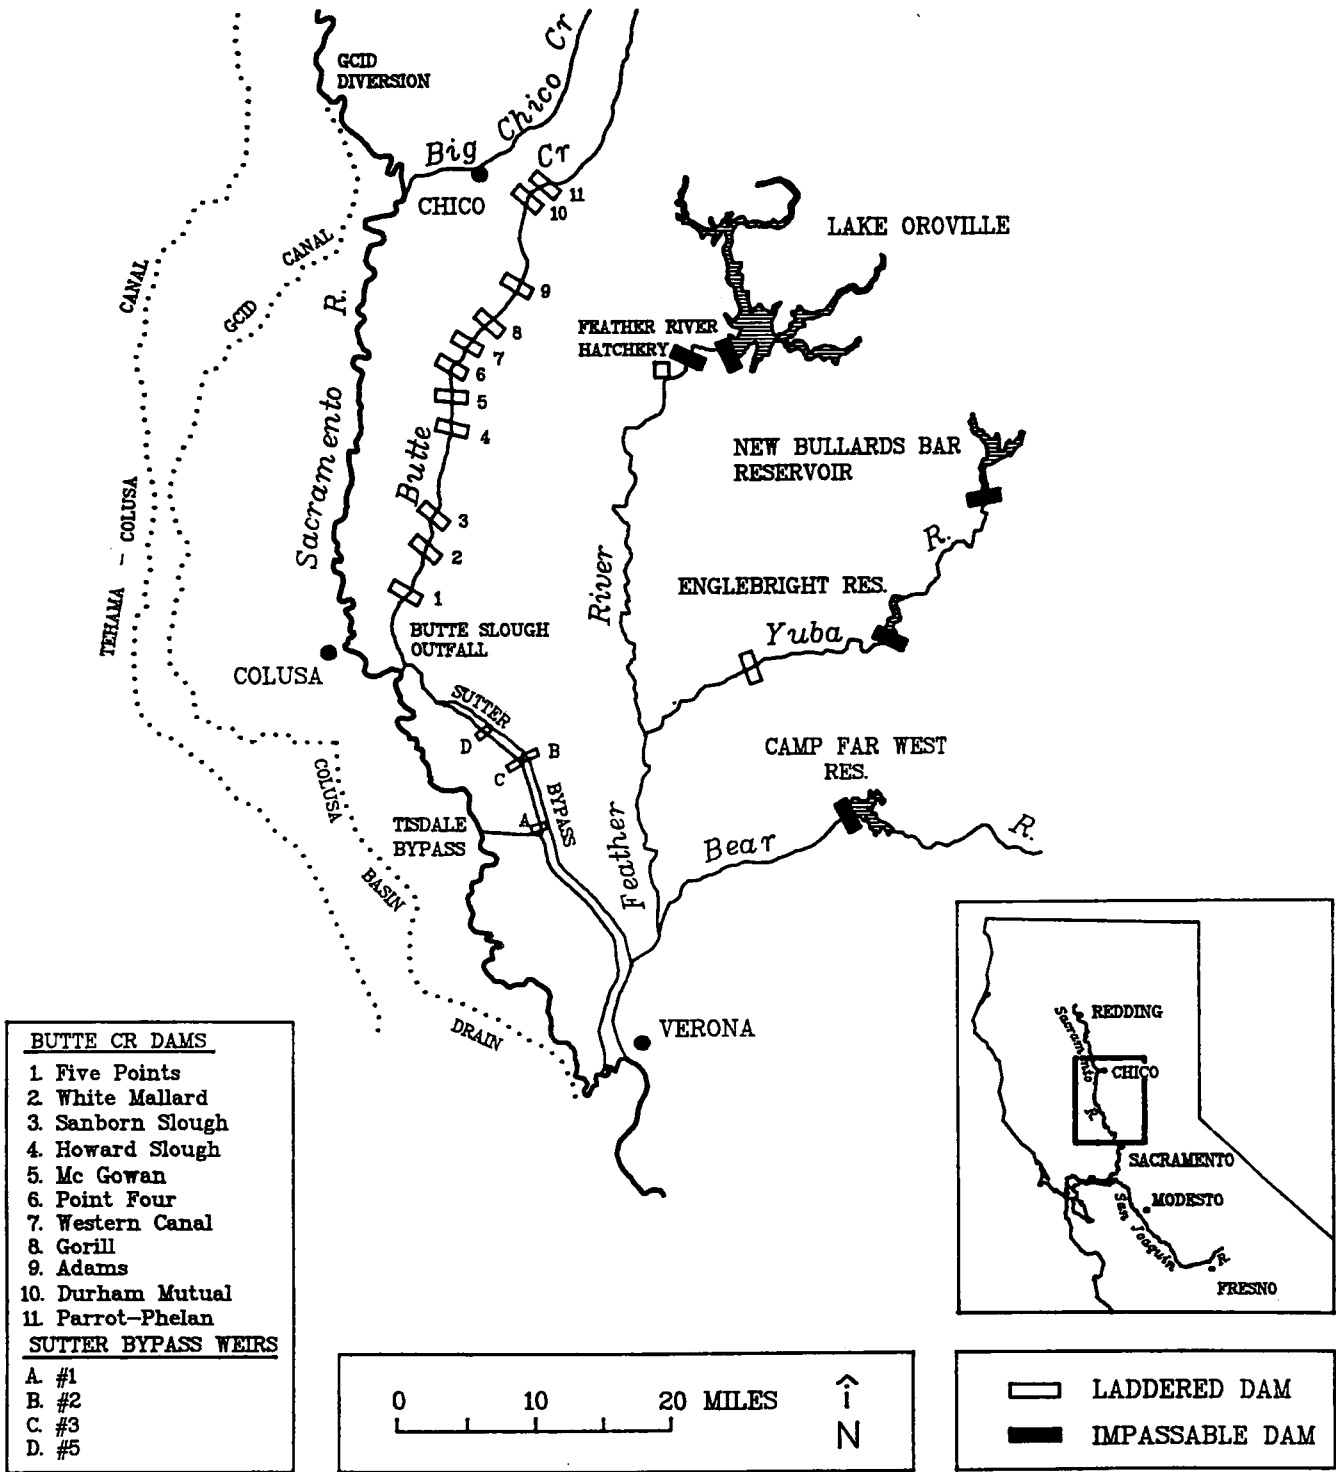 GCID
DIVERSION
Big Chico Cr
Cr
CHICO
11
10
LAKE OROVILLE
CANAL
CANAL
GCID
R.
9
8
7
6
5
4
FEATHER RIVER
HATCHERY
Sacramento
Butte
NEW BULLARDS BAR
RESERVOIR
TEHAMA - COLUSA
3
2
1
R.
River
ENGLEBRIGHT RES.
Yuba
BUTTE SLOUGH
OUTFALL
COLUSA
SUTTER
D
B
C
BYPASS
A
COLUSA
CAMP FAR WEST
RES.
TISDALE
BYPASS
Feather
Bear
R.
BASIN
DRAIN
VERONA
BUTTE CR DAMS
1. Five Points
2. White Mallard
3. Sanborn Slough
4. Howard Slough
5. Mc Gowan
6. Point Four
7. Western Canal
8. Gorill
9. Adams
10. Durham Mutual
11. Parrot-Phelan
SUTTER BYPASS WEIRS
A. #1
B. #2
C. #3
D. #5
0 10 20 MILES
N
REDDING
Sacramento
CHICO
R.
SACRAMENTO
MODESTO
San Joaquin
R.
FRESNO
LADDERED DAM
IMPASSABLE DAM